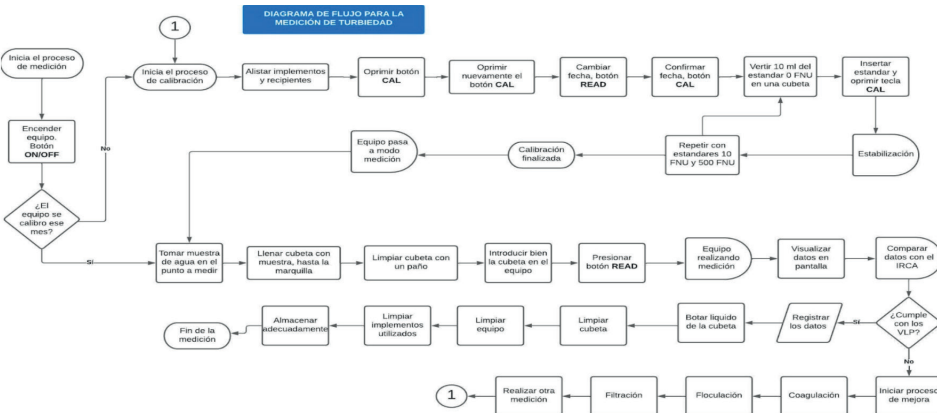 DIAGRAMA DE FLUJO PARA LA
MEDICIÓN DE TURBIEDAD
1
Inicia el proceso
de medición
Encender
equipo.
Botón
ON/OFF
¿El
equipo se
calibro ese
mes?
No
Sí
Inicia el proceso
de calibración
Alistar implementos
y recipientes
Oprimir botón
CAL
Oprimir
nuevamente el
botón CAL
Cambiar
fecha, botón
READ
Confirmar
fecha, botón
CAL
Vertir 10 ml del
estandar 0 FNU
en una cubeta
Insertar
estandar y
oprimir tecla
CAL
Estabilización
Repetir con
estandares 10
FNU y 500 FNU
Calibración
finalizada
Equipo pasa
a modo
medición
Tomar muestra
de agua en el
punto a medir
Llenar cubeta con
muestra, hasta la
marquilla
Limpiar cubeta con
un paño
Introducir bien
la cubeta en el
equipo
Presionar
botón READ
Equipo
realizando
medición
Visualizar
datos en
pantalla
Comparar
datos con el
IRCA
¿Cumple
con los
VLP?
Sí
No
Registrar
los datos
Botar liquido
de la cubeta
Limpiar cubeta
Limpiar
equipo
Limpiar
implementos
utilizados
Almacenar
adecuadamente
Fin de la
medición
Iniciar proceso
de mejora
Coagulación
Floculación
Filtración
Realizar otra
medición
1